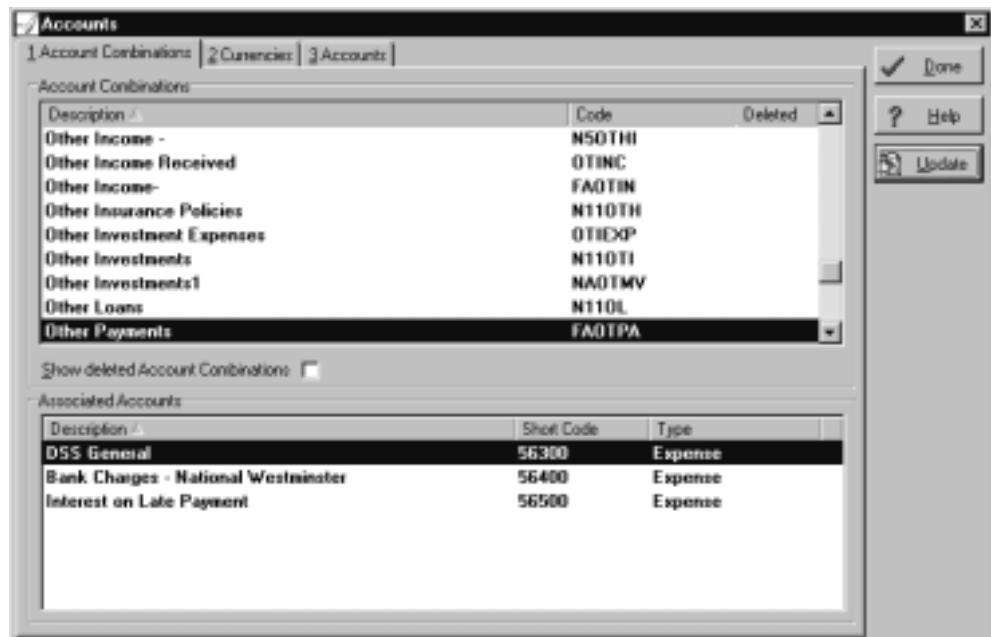 Accounts
1 Account Combinations 2 Currencies 3 Accounts
Done
Help
Update
Account Combinations
Description Code Deleted
Other Income - N5OTHI
Other Income Received OTINC
Other Income- FAOTIN
Other Insurance Policies N11OTH
Other Investment Expenses OTIEXP
Other Investments N11OTI
Other Investments1 NAOTMV
Other Loans N11OL
Other Payments FAOTPA
Show deleted Account Combinations
Associated Accounts
Description Short Code Type
DSS General 56300 Expense
Bank Charges - National Westminster 56400 Expense
Interest on Late Payment 56500 Expense